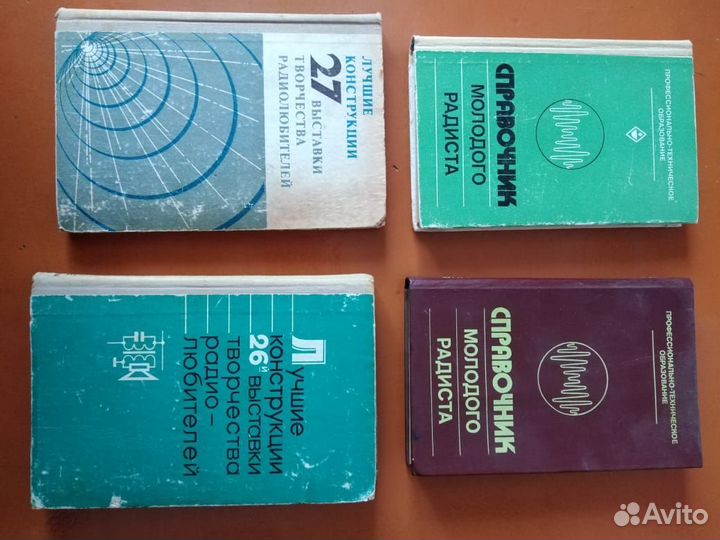 ЛУЧШИЕ
КОНСТРУКЦИИ
27
ВЫСТАВКИ
ТВОРЧЕСТВА
РАДИОЛЮБИТЕЛЕЙ
ПРОФЕССИОНАЛЬНО-ТЕХНИЧЕСКОЕ
ОБРАЗОВАНИЕ
СПРАВОЧНИК
МОЛОДОГО
РАДИСТА
Лучшие
конструкции
26й выставки
творчества
радио-
любителей
ПРОФЕССИОНАЛЬНО-ТЕХНИЧЕСКОЕ
ОБРАЗОВАНИЕ
СПРАВОЧНИК
МОЛОДОГО
РАДИСТА
Avito